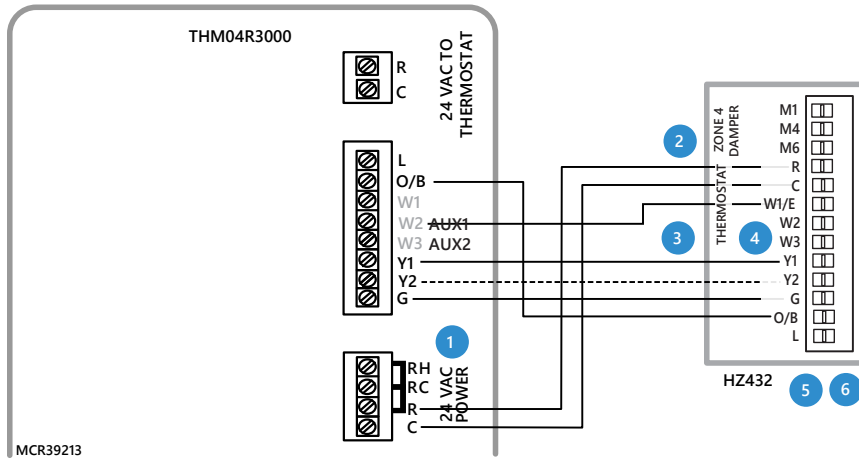 THM04R3000
R
C
24 VAC TO
THERMOSTAT
L
O/B
W1
W2 AUX1
W3 AUX2
Y1
Y2
G
1
RH
RC
R
C
24 VAC
POWER
MCR39213
2
3
4
ZONE 4
DAMPER
THERMOSTAT
M1
M4
M6
R
C
W1/E
W2
W3
Y1
Y2
G
O/B
L
HZ432
5
6